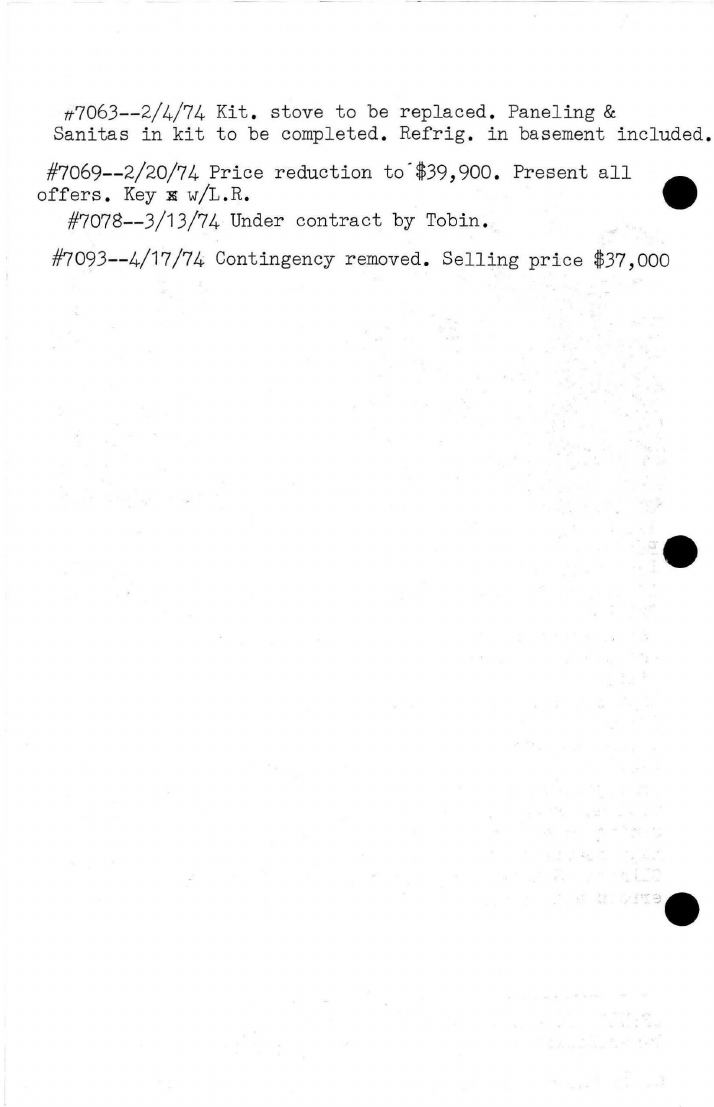 #7063--2/4/74 Kit. stove to be replaced. Paneling &
Sanitas in kit to be completed. Refrig. in basement included.
#7069--2/20/74 Price reduction to $39,900. Present all
offers. Key x w/L.R.
#7078--3/13/74 Under contract by Tobin.
#7093--4/17/74 Contingency removed. Selling price $37,000